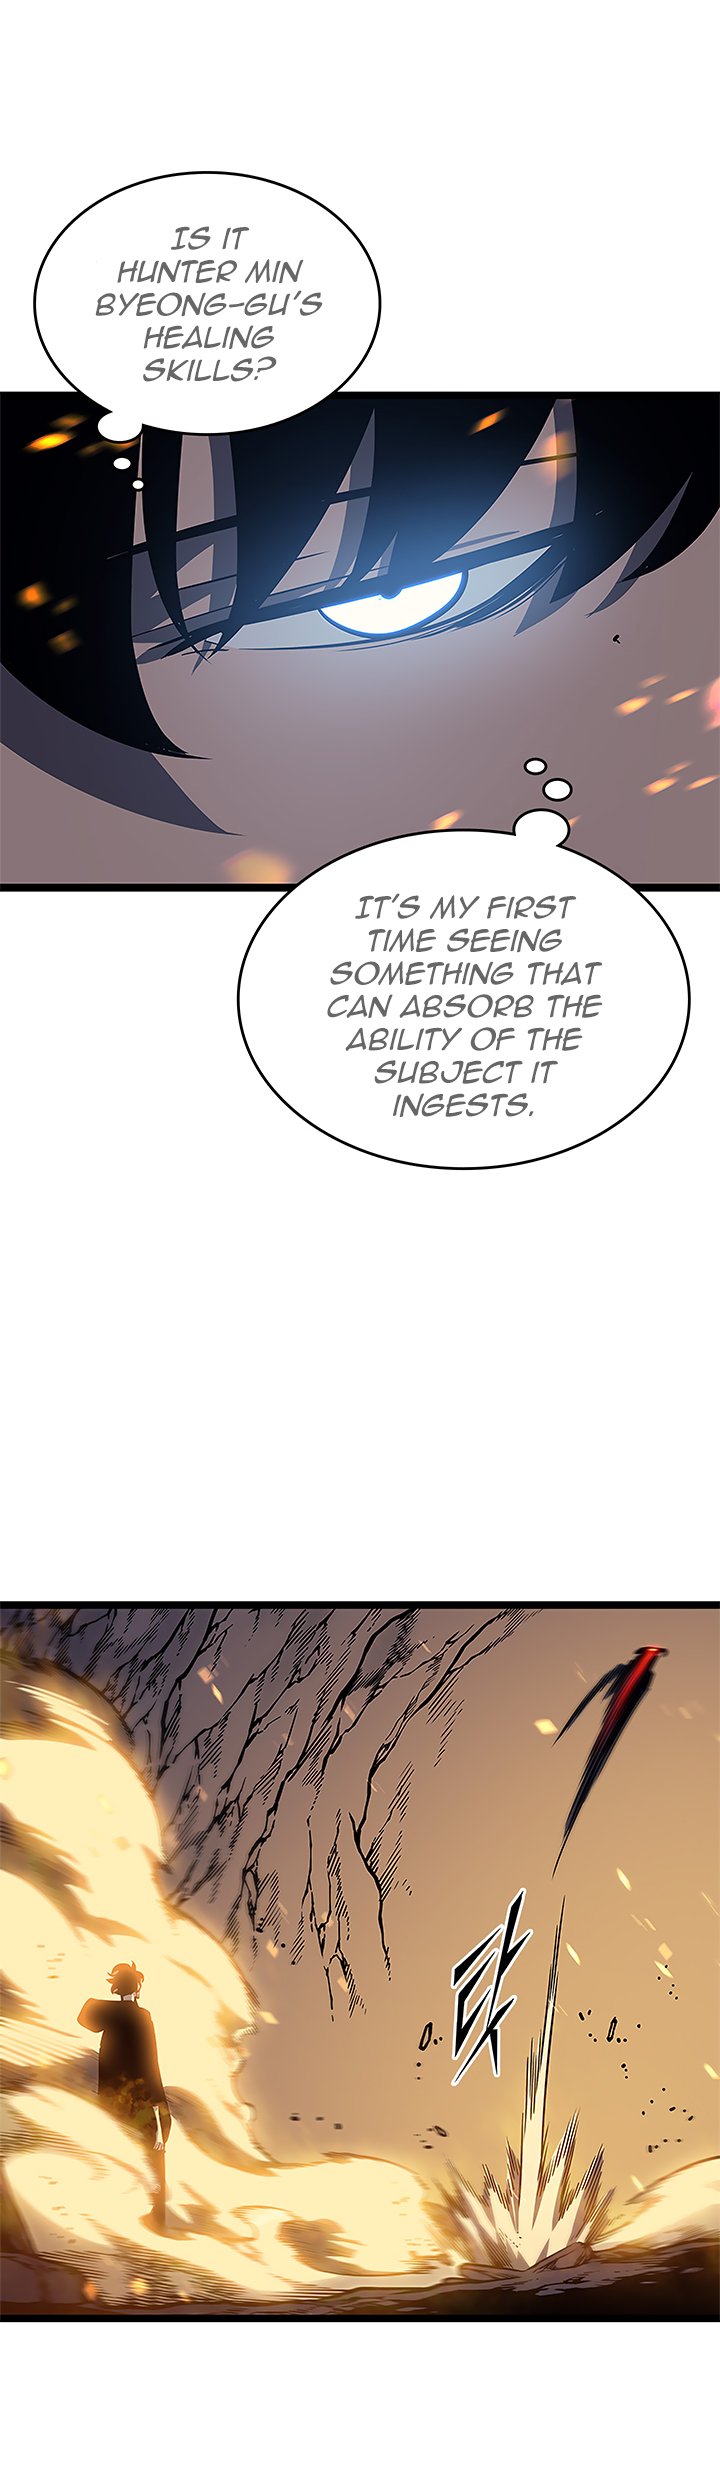 IS IT
HUNTER MIN
BYEONG-GU'S
HEALING
SKILLS?
IT'S MY FIRST
TIME SEEING
SOMETHING THAT
CAN ABSORB THE
ABILITY OF THE
SUBJECT IT
INGESTS.
탓